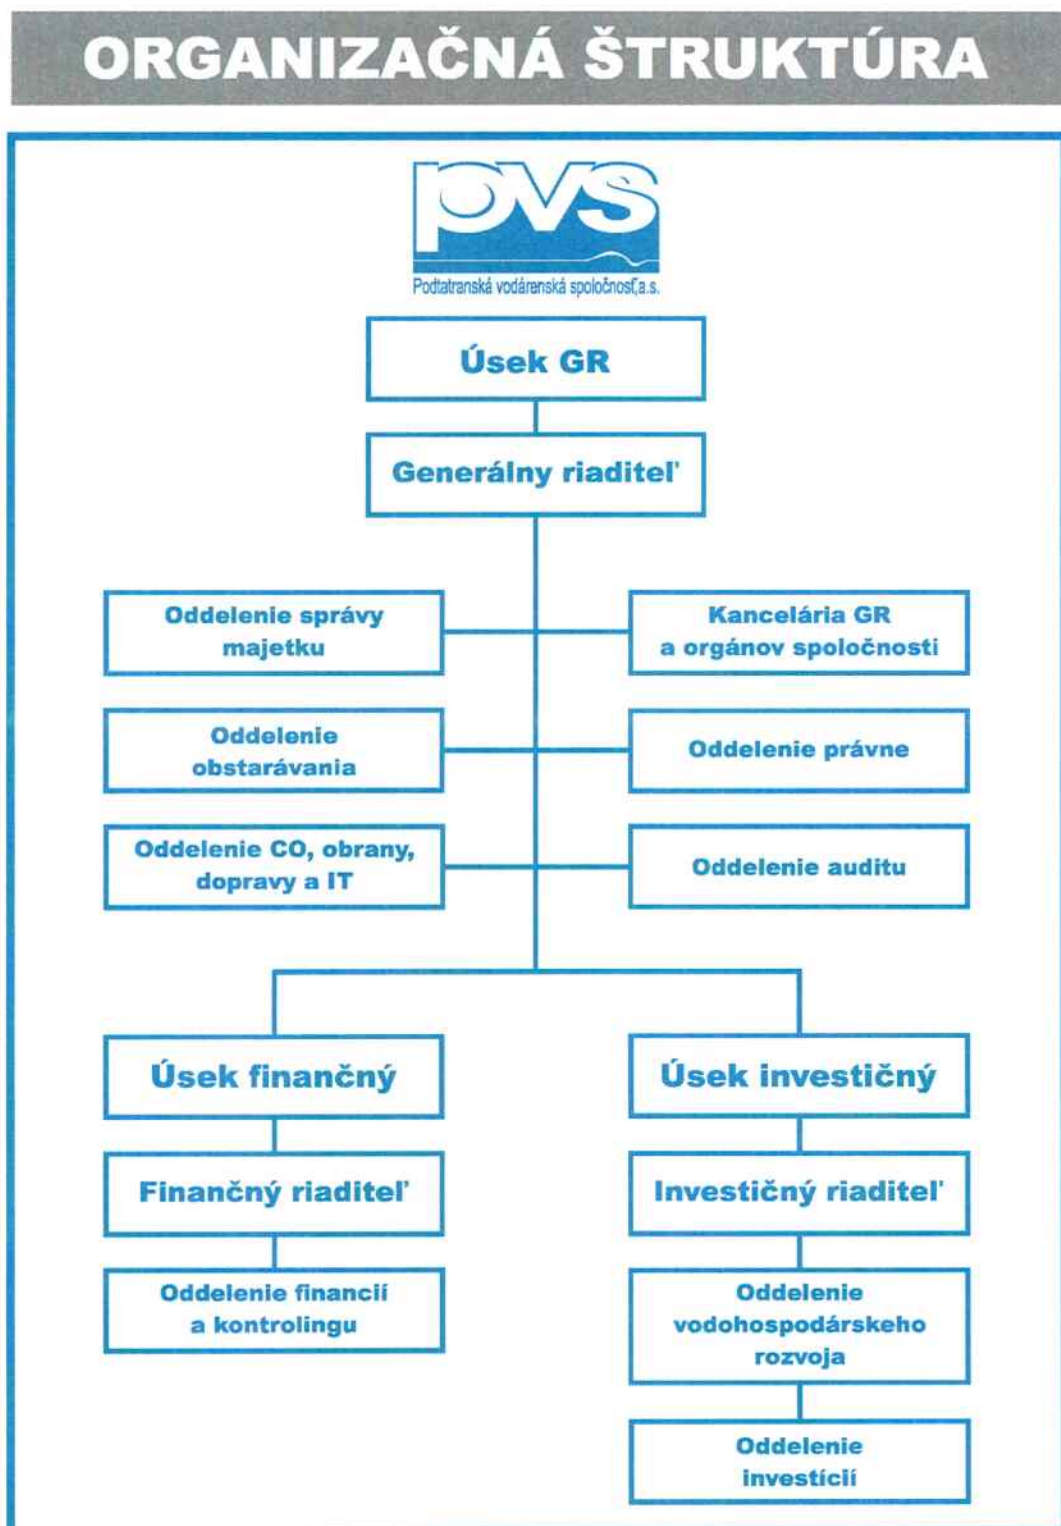 ORGANIZAČNÁ ŠTRUKTÚRA
pvs
Podtatranská vodárenská spoločnosť,a.s.
Úsek GR
Generálny riaditeľ
Oddelenie správy
majetku
Kancelária GR
a orgánov spoločnosti
Oddelenie
obstarávania
Oddelenie právne
Oddelenie CO, obrany,
dopravy a IT
Oddelenie auditu
Úsek finančný
Úsek investičný
Finančný riaditeľ
Investičný riaditeľ
Oddelenie financií
a kontrolingu
Oddelenie
vodohospodárskeho
rozvoja
Oddelenie
investícií